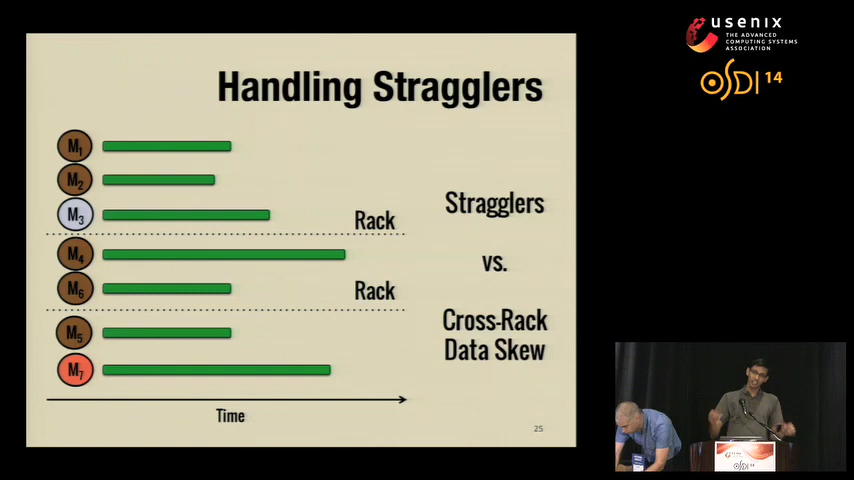 usenix
THE ADVANCED
COMPUTING SYSTEMS
ASSOCIATION
OSDI 14
Handling Stragglers
M1
M2
M3
Rack
M4
M6
Rack
M5
M7
Time
Stragglers
vs.
Cross-Rack
Data Skew
25
OSDI